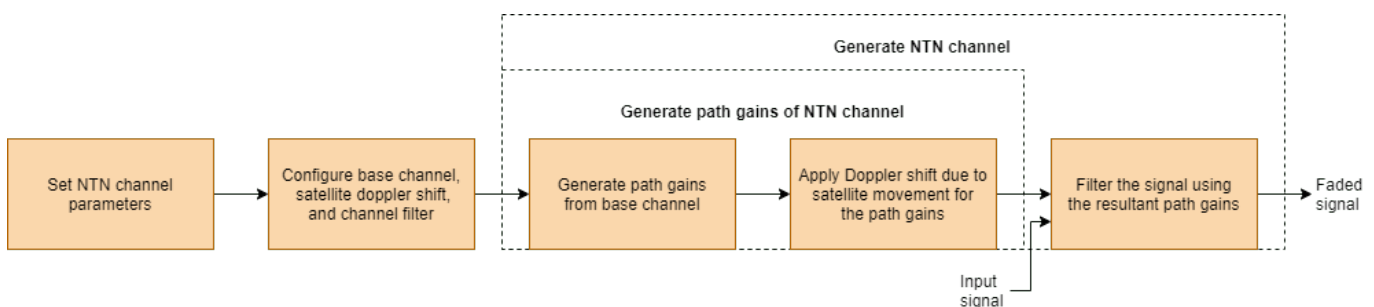 Generate NTN channel
Generate path gains of NTN channel
Set NTN channel
parameters
Configure base channel,
satellite doppler shift,
and channel filter
Generate path gains
from base channel
Apply Doppler shift due to
satellite movement for
the path gains
Filter the signal using
the resultant path gains
Faded
signal
Input
signal